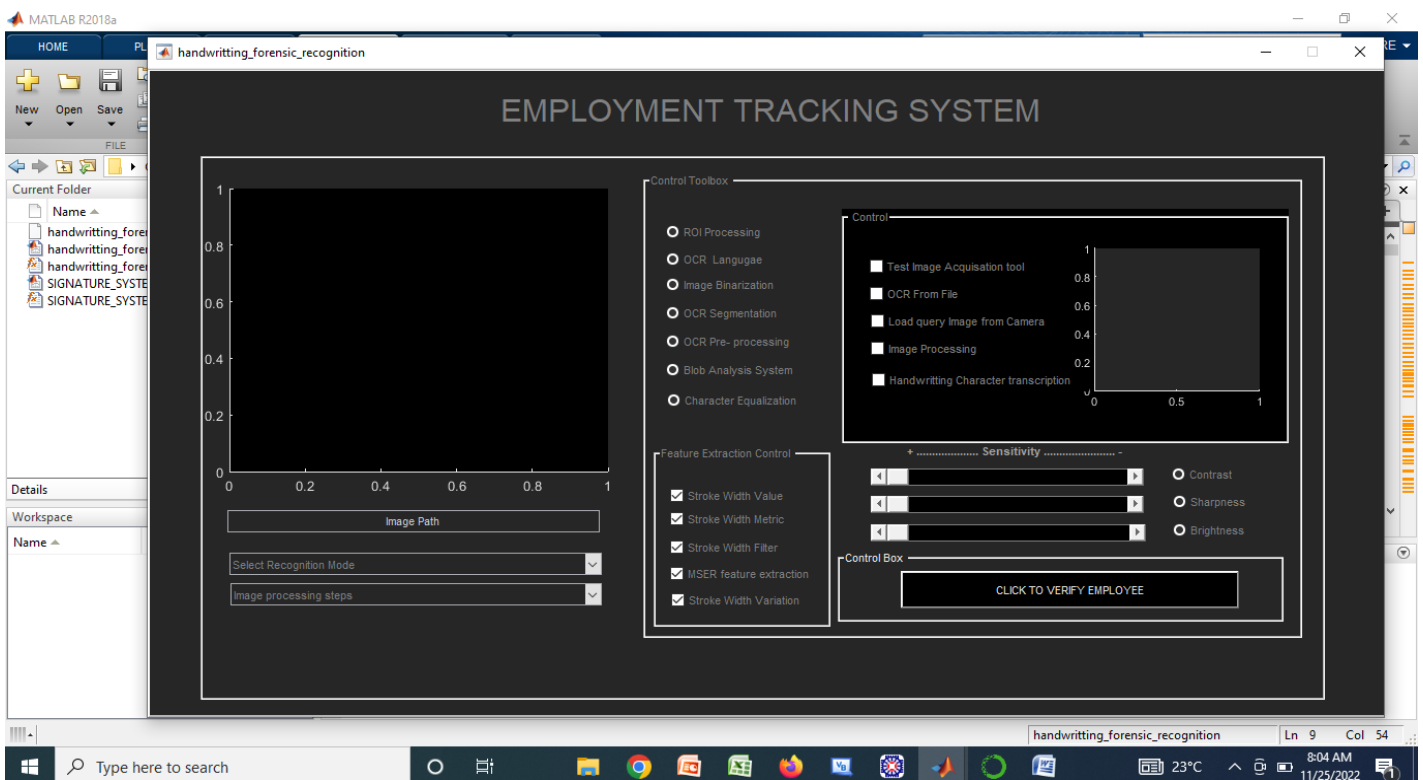 MATLAB R2018a
HOME
PL
RE
handwritting_forensic_recognition
New
Open
Save
FILE
Current Folder
Name
handwritting_forer
handwritting_forer
handwritting_forer
SIGNATURE_SYSTE
SIGNATURE_SYSTE
Details
Workspace
Name
EMPLOYMENT TRACKING SYSTEM
1
0.8
0.6
0.4
0.2
0
0 0.2 0.4 0.6 0.8 1
Image Path
Select Recognition Mode
Image processing steps
Control Toolbox
ROI Processing
OCR Langugae
Image Binarization
OCR Segmentation
OCR Pre- processing
Blob Analysis System
Character Equalization
Feature Extraction Control
Stroke Width Value
Stroke Width Metric
Stroke Width Filter
MSER feature extraction
Stroke Width Variation
Control
Test Image Acquisation tool
OCR From File
Load query Image from Camera
Image Processing
Handwritting Character transcription
1
0.8
0.6
0.4
0.2
0
0 0.5 1
+ .................... Sensitivity ....................... -
Contrast
Sharpness
Brightness
Control Box
CLICK TO VERIFY EMPLOYEE
handwritting_forensic_recognition
Ln 9 Col 54
Type here to search
23°C
8:04 AM
11/25/2022